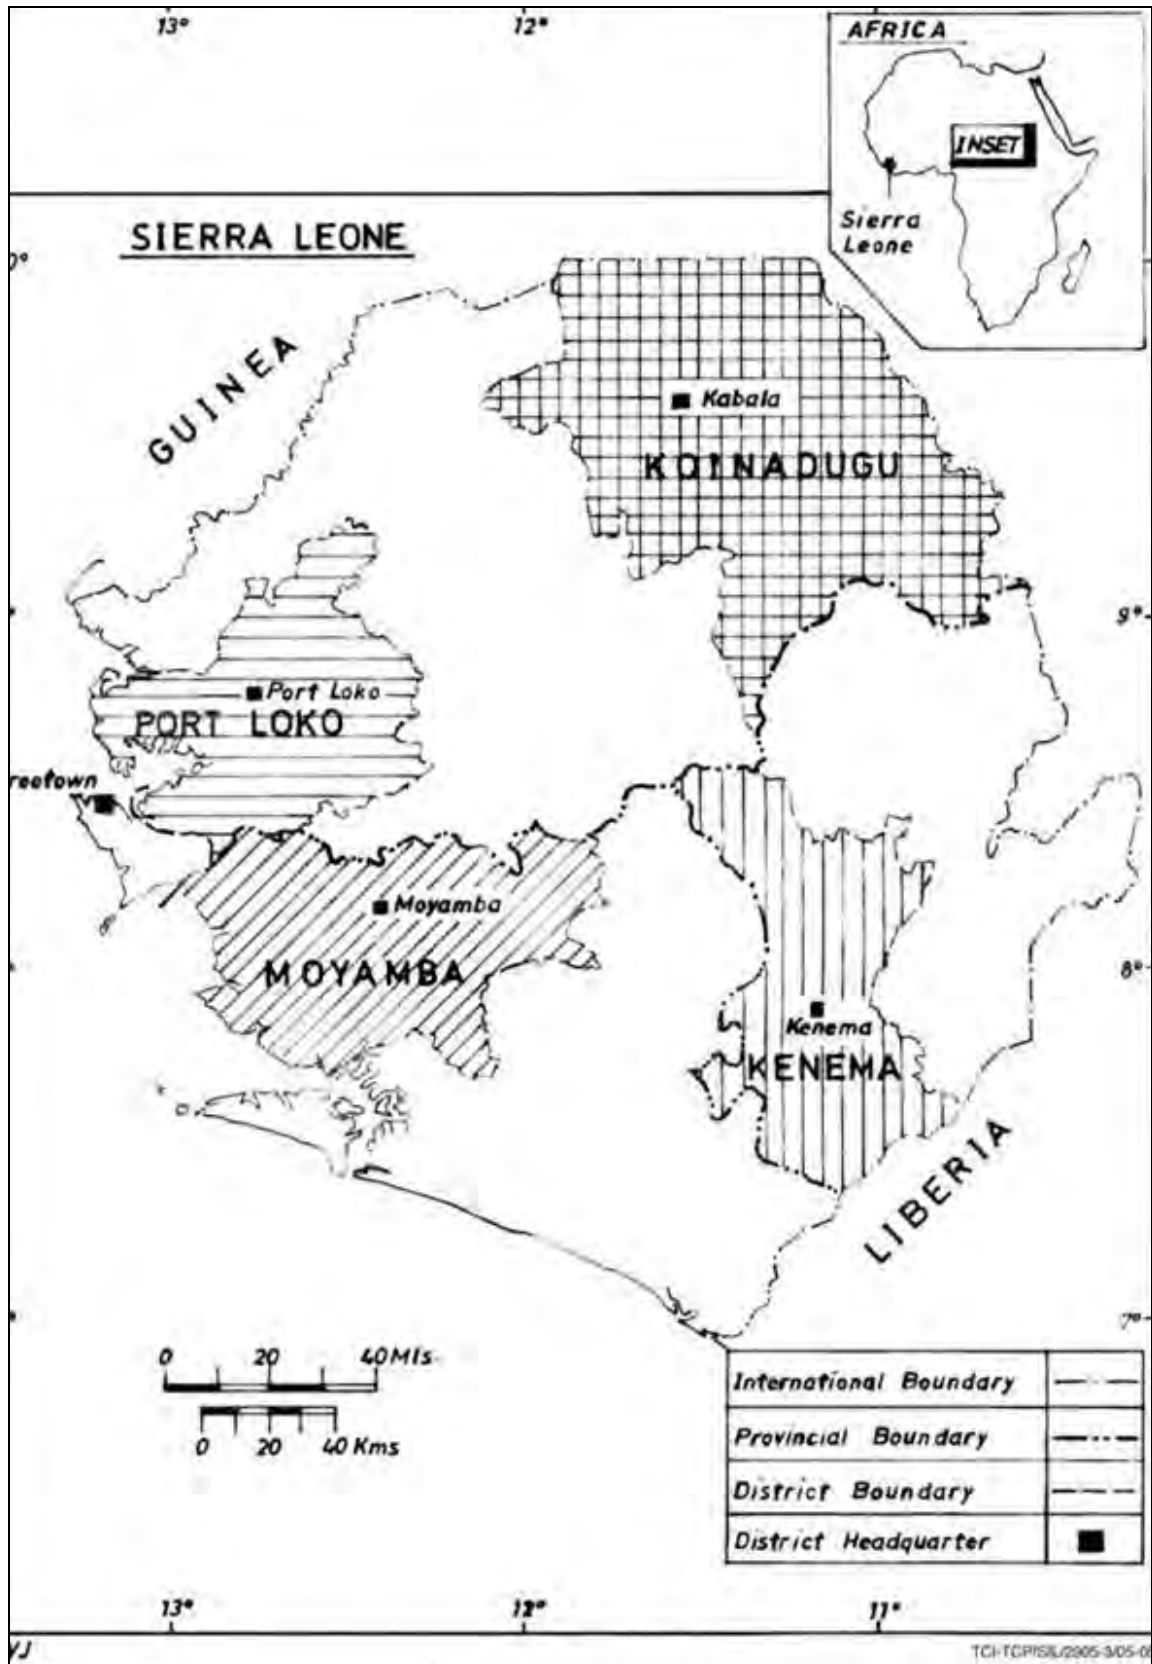 13°
12°
AFRICA
INSET
Sierra
Leone
SIERRA LEONE
0°
GUINEA
Kabala
KOINADUGU
9°
Port Loko
PORT LOKO
reetown
Moyamba
MOYAMBA
8°
Kenema
KENEMA
LIBERIA
7°
0 20 40 Mls.
0 20 40 Kms
International Boundary
Provincial Boundary
District Boundary
District Headquarter
13° 12° 11°